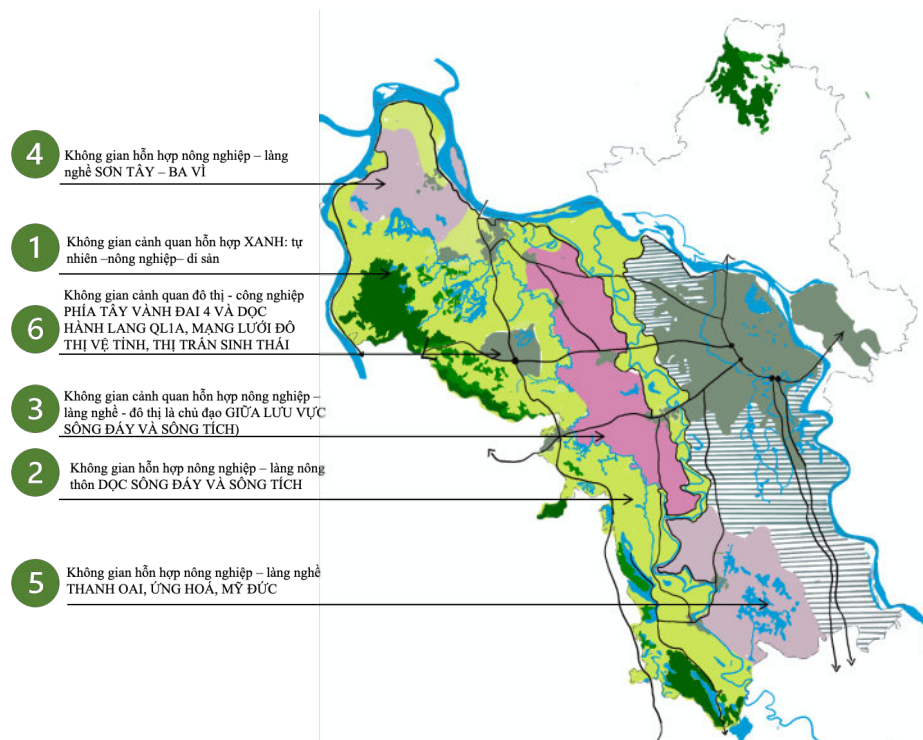 4
Không gian hỗn hợp nông nghiệp – làng
nghề SƠN TÂY – BA VÌ
1
Không gian cảnh quan hỗn hợp XANH: tự
nhiên –nông nghiệp– di sản
6
Không gian cảnh quan đô thị - công nghiệp
PHÍA TÂY VÀNH ĐAI 4 VÀ DỌC
HÀNH LANG QL1A, MẠNG LƯỚI ĐÔ
THỊ VỆ TỈNH, THỊ TRẤN SINH THÁI
3
Không gian cảnh quan hỗn hợp nông nghiệp –
làng nghề - đô thị là chủ đạo GIỮA LƯU VỰC
SÔNG ĐÁY VÀ SÔNG TÍCH)
2
Không gian hỗn hợp nông nghiệp – làng nông
thôn DỌC SÔNG ĐÁY VÀ SÔNG TÍCH
5
Không gian hỗn hợp nông nghiệp – làng nghề
THANH OAI, ỨNG HOÁ, MỸ ĐỨC